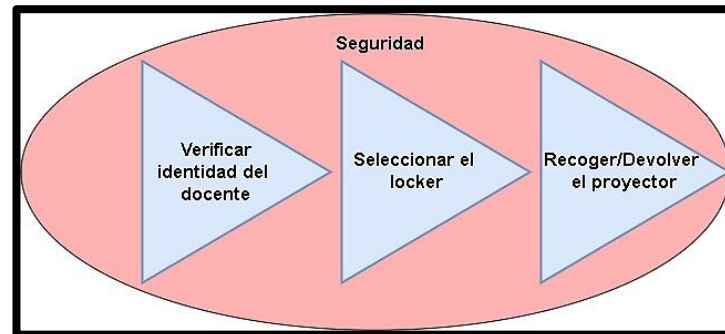 Seguridad
Verificar
identidad del
docente
Seleccionar el
locker
Recoger/Devolver
el proyector